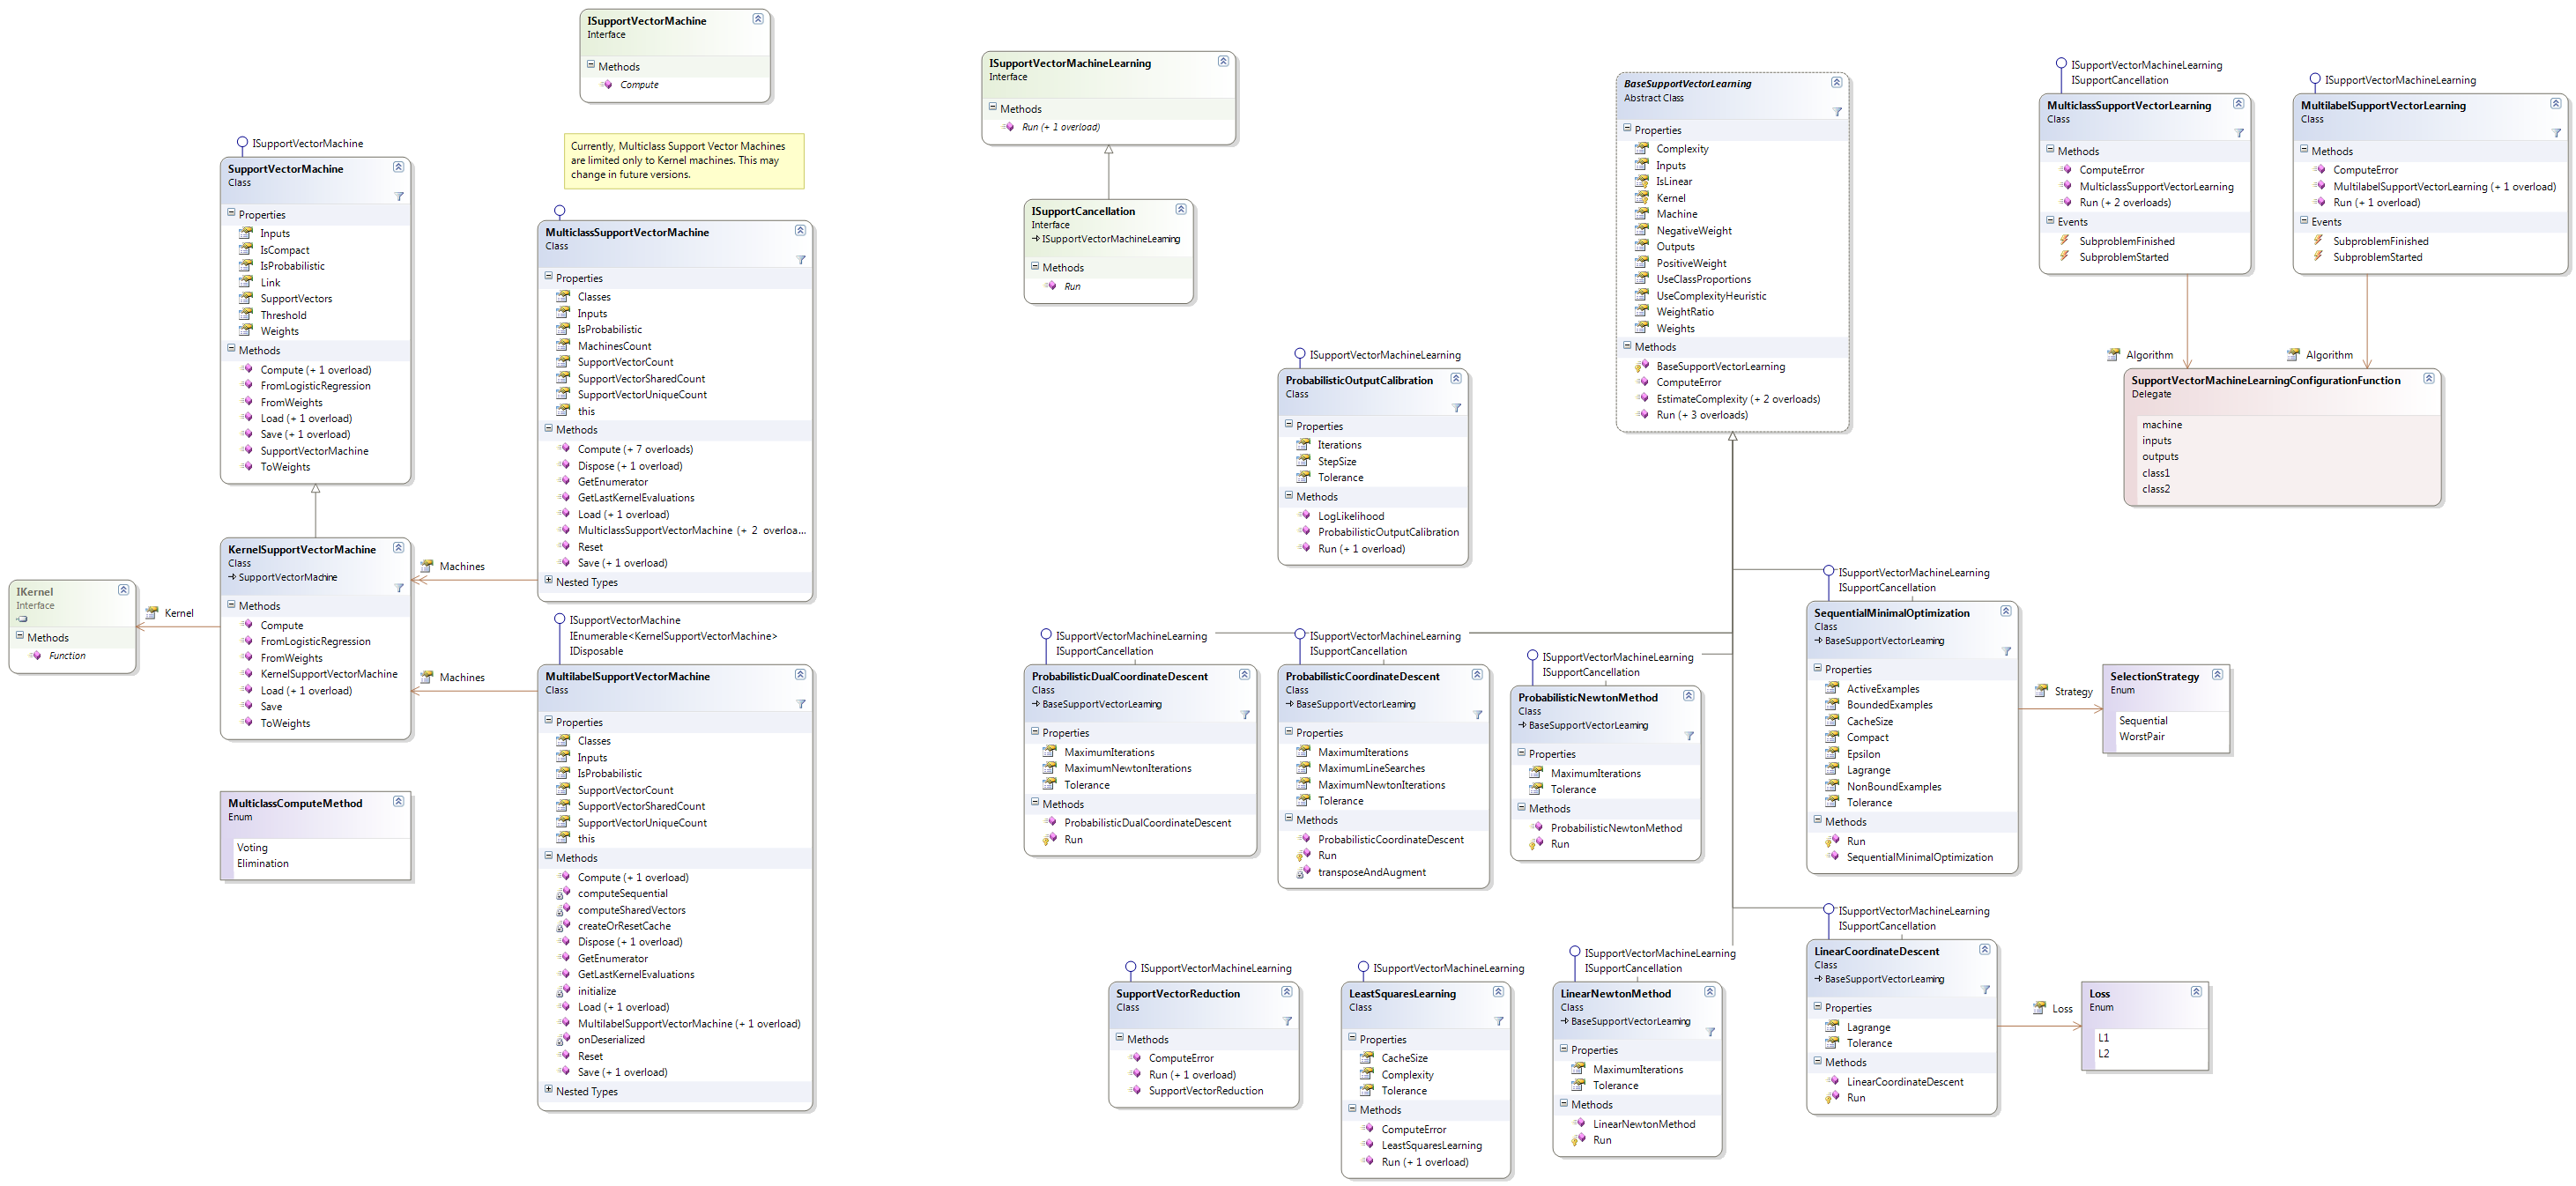 ISupportVectorMachine
Interface
Methods
Compute
Currently, Multiclass Support Vector Machines
are limited only to Kernel machines. This may
change in future versions.
ISupportVectorMachine
SupportVectorMachine
Class
Properties
Inputs
IsCompact
IsProbabilistic
Link
SupportVectors
Threshold
Weights
Methods
Compute (+ 1 overload)
FromLogisticRegression
FromWeights
Load (+ 1 overload)
Save (+ 1 overload)
SupportVectorMachine
ToWeights
KernelSupportVectorMachine
Class
SupportVectorMachine
Methods
Compute
FromLogisticRegression
FromWeights
KernelSupportVectorMachine
Load (+ 1 overload)
Save
ToWeights
IKernel
Interface
Methods
Function
Kernel
Machines
Machines
MulticlassComputeMethod
Enum
Voting
Elimination
MulticlassSupportVectorMachine
Class
Properties
Classes
Inputs
IsProbabilistic
MachinesCount
SupportVectorCount
SupportVectorSharedCount
SupportVectorUniqueCount
this
Methods
Compute (+ 7 overloads)
Dispose (+ 1 overload)
GetEnumerator
GetLastKernelEvaluations
Load (+ 1 overload)
MulticlassSupportVectorMachine (+ 2 overloa...
Reset
Save (+ 1 overload)
Nested Types
ISupportVectorMachine
IEnumerable<KernelSupportVectorMachine>
IDisposable
MultilabelSupportVectorMachine
Class
Properties
Classes
Inputs
IsProbabilistic
SupportVectorCount
SupportVectorSharedCount
SupportVectorUniqueCount
this
Methods
Compute (+ 1 overload)
computeSequential
computeSharedVectors
createOrResetCache
Dispose (+ 1 overload)
GetEnumerator
GetLastKernelEvaluations
initialize
Load (+ 1 overload)
MultilabelSupportVectorMachine (+ 1 overload)
onDeserialized
Reset
Save (+ 1 overload)
Nested Types
ISupportVectorMachineLearning
Interface
Methods
Run (+ 1 overload)
ISupportCancellation
Interface
ISupportVectorMachineLearning
Methods
Run
ISupportVectorMachineLearning
ProbabilisticOutputCalibration
Class
Properties
Iterations
StepSize
Tolerance
Methods
LogLikelihood
ProbabilisticOutputCalibration
Run (+ 1 overload)
BaseSupportVectorLearning
Abstract Class
Properties
Complexity
Inputs
IsLinear
Kernel
Machine
NegativeWeight
Outputs
PositiveWeight
UseClassProportions
UseComplexityHeuristic
WeightRatio
Weights
Methods
BaseSupportVectorLearning
ComputeError
EstimateComplexity (+ 2 overloads)
Run (+ 3 overloads)
ISupportVectorMachineLearning
ISupportCancellation
MulticlassSupportVectorLearning
Class
Methods
ComputeError
MulticlassSupportVectorLearning
Run (+ 2 overloads)
Events
SubproblemFinished
SubproblemStarted
ISupportVectorMachineLearning
MultilabelSupportVectorLearning
Class
Methods
ComputeError
MultilabelSupportVectorLearning (+ 1 overload)
Run (+ 1 overload)
Events
SubproblemFinished
SubproblemStarted
Algorithm
Algorithm
SupportVectorMachineLearningConfigurationFunction
Delegate
machine
inputs
outputs
class1
class2
ISupportVectorMachineLearning
ISupportCancellation
ProbabilisticDualCoordinateDescent
Class
BaseSupportVectorLearning
Properties
MaximumIterations
MaximumNewtonIterations
Tolerance
Methods
ProbabilisticDualCoordinateDescent
Run
ISupportVectorMachineLearning
ISupportCancellation
ProbabilisticCoordinateDescent
Class
BaseSupportVectorLearning
Properties
MaximumIterations
MaximumLineSearches
MaximumNewtonIterations
Tolerance
Methods
ProbabilisticCoordinateDescent
Run
transposeAndAugment
ISupportVectorMachineLearning
ISupportCancellation
ProbabilisticNewtonMethod
Class
BaseSupportVectorLearning
Properties
MaximumIterations
Tolerance
Methods
ProbabilisticNewtonMethod
Run
ISupportVectorMachineLearning
ISupportCancellation
SequentialMinimalOptimization
Class
BaseSupportVectorLearning
Properties
ActiveExamples
BoundedExamples
CacheSize
Compact
Epsilon
Lagrange
NonBoundExamples
Tolerance
Methods
Run
SequentialMinimalOptimization
Strategy
SelectionStrategy
Enum
Sequential
WorstPair
ISupportVectorMachineLearning
SupportVectorReduction
Class
Methods
ComputeError
Run (+ 1 overload)
SupportVectorReduction
ISupportVectorMachineLearning
LeastSquaresLearning
Class
Properties
CacheSize
Complexity
Tolerance
Methods
ComputeError
LeastSquaresLearning
Run (+ 1 overload)
ISupportVectorMachineLearning
ISupportCancellation
LinearNewtonMethod
Class
BaseSupportVectorLearning
Properties
MaximumIterations
Tolerance
Methods
LinearNewtonMethod
Run
ISupportVectorMachineLearning
ISupportCancellation
LinearCoordinateDescent
Class
BaseSupportVectorLearning
Properties
Lagrange
Tolerance
Methods
LinearCoordinateDescent
Run
Loss
Loss
Enum
L1
L2